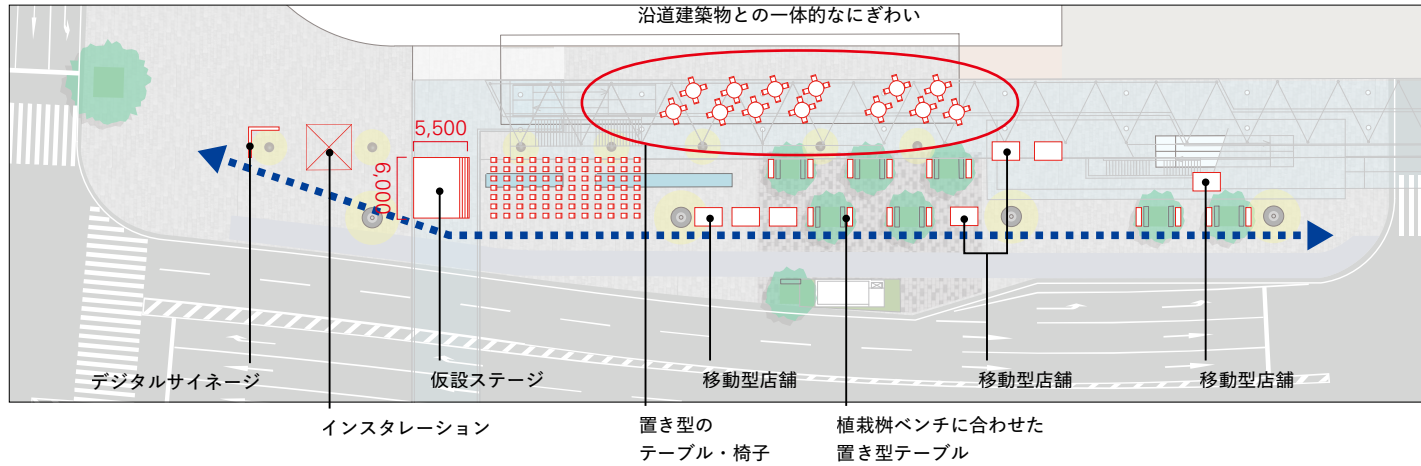 沿道建築物との一体的なにぎわい
5,500
6,000
デジタルサイネージ
仮設ステージ
移動型店舗
移動型店舗
移動型店舗
インスタレーション
置き型の
テーブル・椅子
植栽桝ベンチに合わせた
置き型テーブル